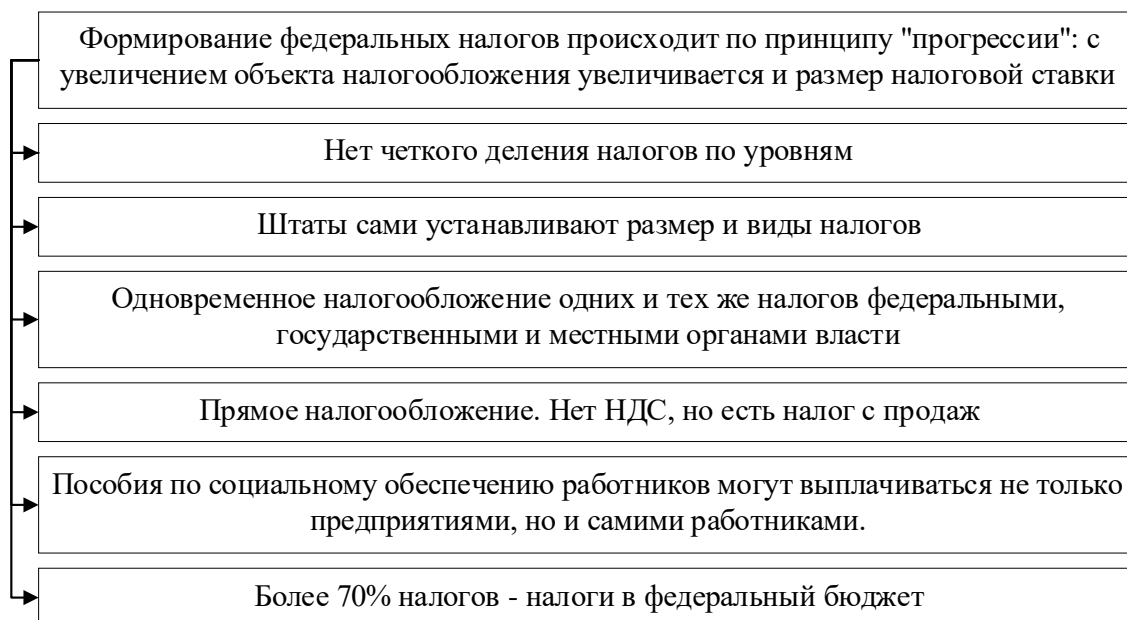 Формирование федеральных налогов происходит по принципу "прогрессии": с
увеличением объекта налогообложения увеличивается и размер налоговой ставки
Нет четкого деления налогов по уровням
Штаты сами устанавливают размер и виды налогов
Одновременное налогообложение одних и тех же налогов федеральными,
государственными и местными органами власти
Прямое налогообложение. Нет НДС, но есть налог с продаж
Пособия по социальному обеспечению работников могут выплачиваться не только
предприятиями, но и самими работниками.
Более 70% налогов - налоги в федеральный бюджет